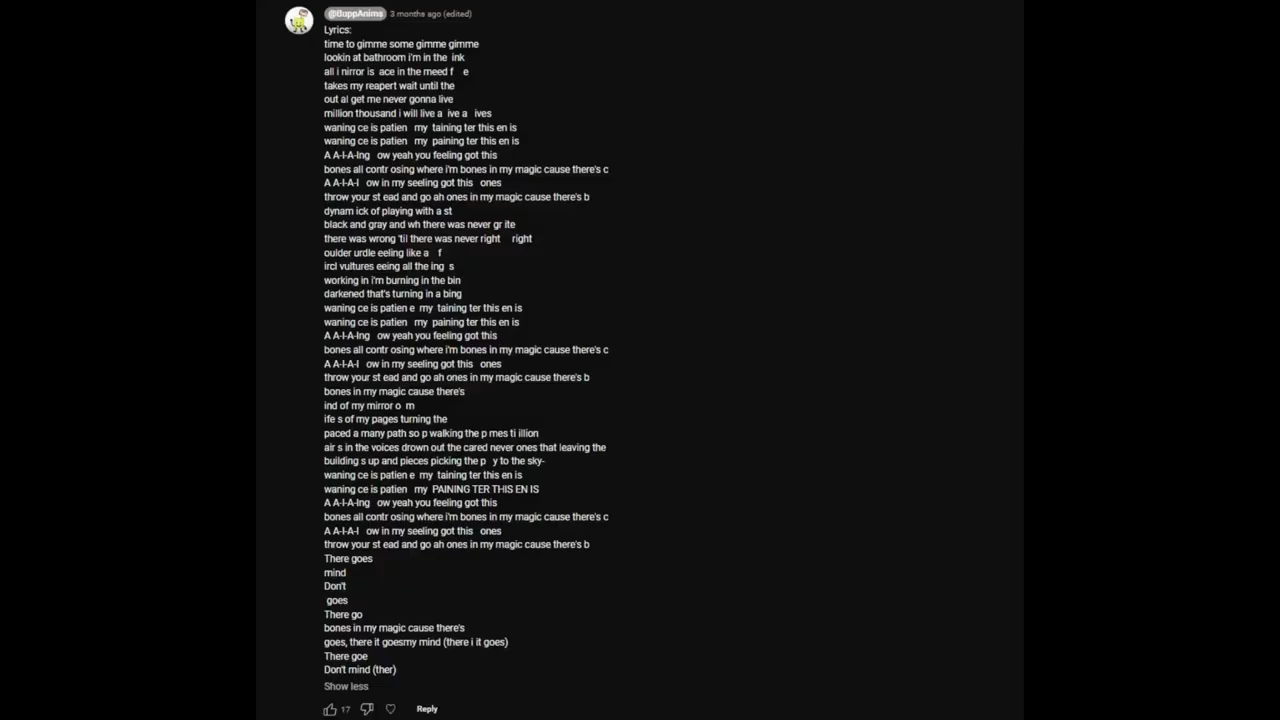 @BuppAnims 3 months ago (edited)
Lyrics:
time to gimme some gimme gimme
lookin at bathroom i'm in the  ink
all i nirror is  ace in the meed f   e
takes my reapert wait until the
out al get me never gonna live
million thousand i will live a  ive a  ives
waning ce is patien  my  taining ter this en is
waning ce is patien  my  paining ter this en is
A A-I-A-Ing  ow yeah you feeling got this
bones all contr osing where i'm bones in my magic cause there's c
A A-I-A-I  ow in my seeling got this  ones
throw your st ead and go ah ones in my magic cause there's b
dynam ick of playing with a st
black and gray and wh there was never gr ite
there was wrong 'til there was never right   right
oulder urdle eeling like a   f
ircl vultures eeing all the ing  s
working in i'm burning in the bin
darkened that's turning in a bing
waning ce is patien e  my  taining ter this en is
waning ce is patien  my  paining ter this en is
A A-I-A-Ing  ow yeah you feeling got this
bones all contr osing where i'm bones in my magic cause there's c
A A-I-A-I  ow in my seeling got this  ones
throw your st ead and go ah ones in my magic cause there's b
bones in my magic cause there's
ind of my mirror o  m
ife s of my pages turning the
paced a many path so p walking the p mes ti illion
air s in the voices drown out the cared never ones that leaving the
building s up and pieces picking the p  y to the sky-
waning ce is patien e  my  taining ter this en is
waning ce is patien  my  PAINING TER THIS EN IS
A A-I-A-Ing  ow yeah you feeling got this
bones all contr osing where i'm bones in my magic cause there's c
A A-I-A-I  ow in my seeling got this  ones
throw your st ead and go ah ones in my magic cause there's b
There goes
mind
Don't
goes
There go
bones in my magic cause there's
goes, there it goesmy mind (there i it goes)
There goe
Don't mind (ther)
Show less
17 Reply